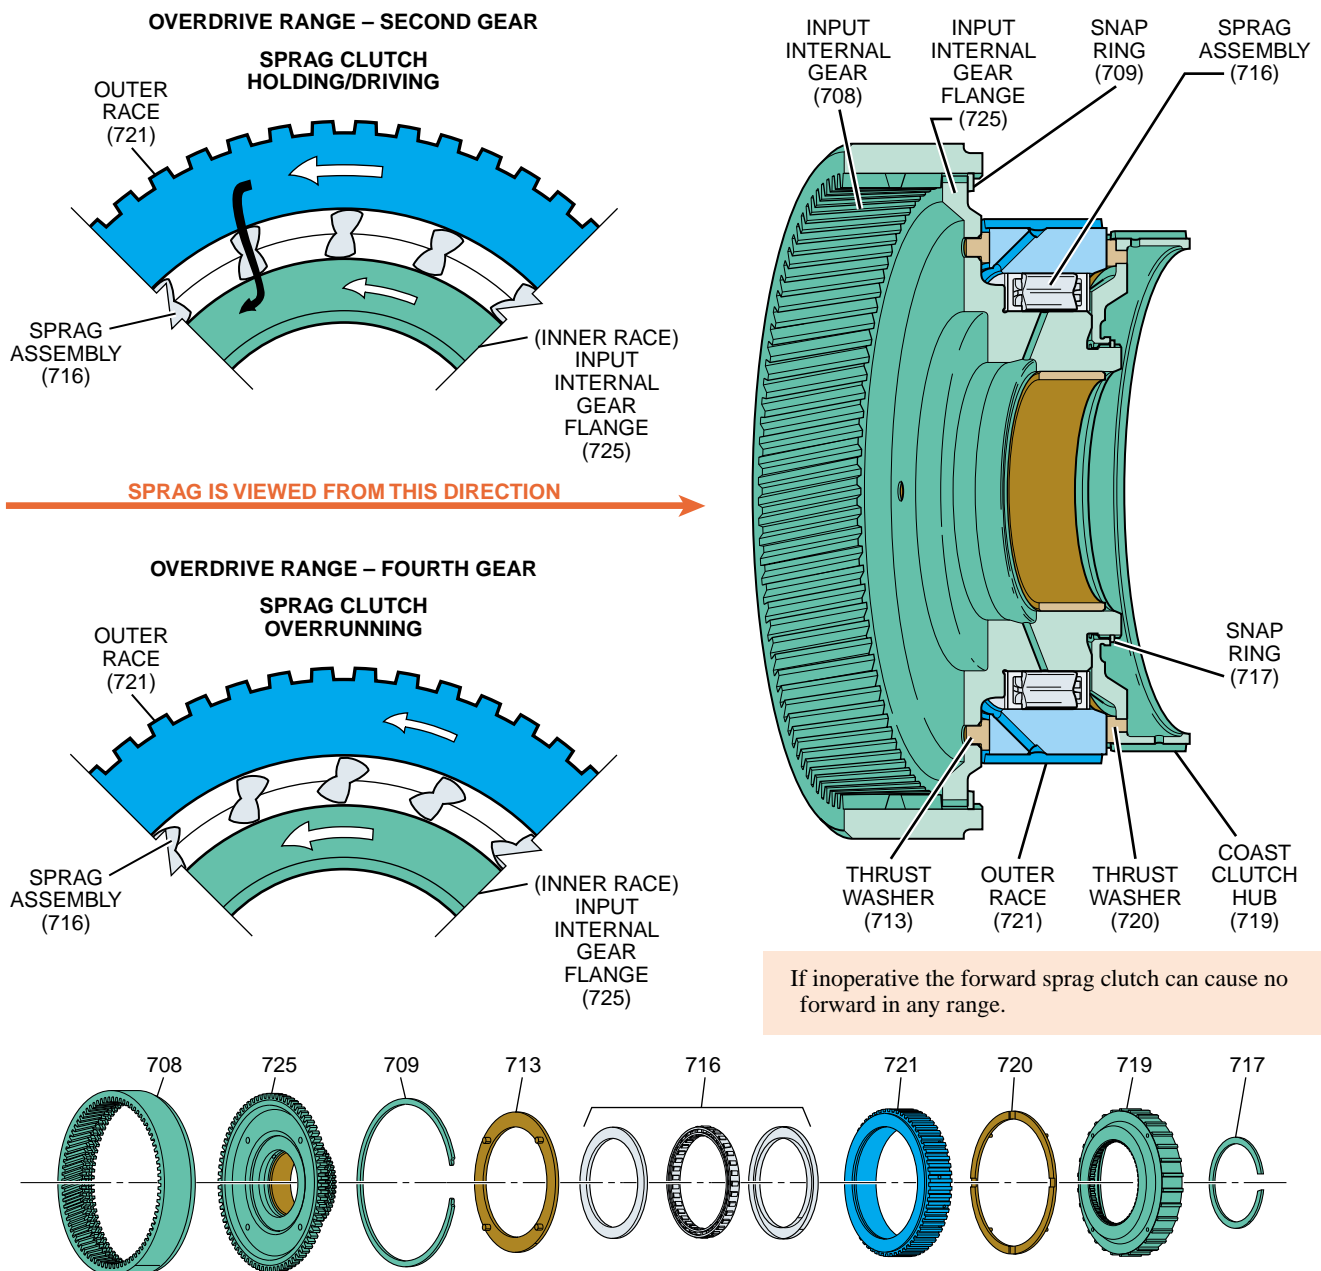 OVERDRIVE RANGE – SECOND GEAR
SPRAG CLUTCH
HOLDING/DRIVING
OUTER
RACE
(721)
SPRAG
ASSEMBLY
(716)
(INNER RACE)
INPUT
INTERNAL
GEAR
FLANGE
(725)
SPRAG IS VIEWED FROM THIS DIRECTION
OVERDRIVE RANGE – FOURTH GEAR
SPRAG CLUTCH
OVERRUNNING
OUTER
RACE
(721)
SPRAG
ASSEMBLY
(716)
(INNER RACE)
INPUT
INTERNAL
GEAR
FLANGE
(725)
INPUT
INTERNAL
GEAR
(708)
INPUT
INTERNAL
GEAR
FLANGE
(725)
SNAP
RING
(709)
SPRAG
ASSEMBLY
(716)
SNAP
RING
(717)
THRUST
WASHER
(713)
OUTER
RACE
(721)
THRUST
WASHER
(720)
COAST
CLUTCH
HUB
(719)
If inoperative the forward sprag clutch can cause no
forward in any range.
708 725 709 713 716 721 720 719 717